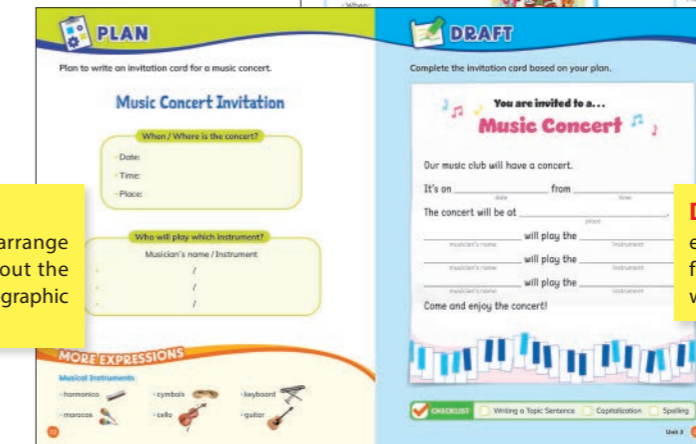 When:
PLAN
Plan to write an invitation card for a music concert.
Music Concert Invitation
When / Where is the concert?
- Date:
- Time:
- Place:
Who will play which instrument?
Musician's name / Instrument
- /
- /
- /
MORE EXPRESSIONS
Musical Instruments
- harmonica
- cymbals
- keyboard
- maracas
- cello
- guitar
DRAFT
Complete the invitation card based on your plan.
You are invited to a...
Music Concert
Our music club will have a concert.
It's on from
date time
The concert will be at .
place
will play the
musician's name instrument
will play the
musician's name instrument
will play the
musician's name instrument
Come and enjoy the concert!
CHECKLIST Writing a Topic Sentence Capitalization Spelling
Unit 3
arrange
out the
graphic